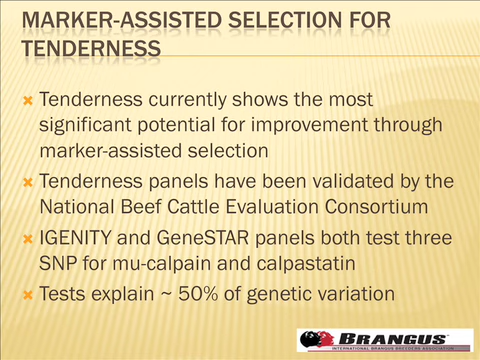 MARKER-ASSISTED SELECTION FOR
TENDERNESS
Tenderness currently shows the most
significant potential for improvement through
marker-assisted selection
Tenderness panels have been validated by the
National Beef Cattle Evaluation Consortium
IGENITY and GeneSTAR panels both test three
SNP for mu-calpain and calpastatin
Tests explain ~ 50% of genetic variation
BRANGUS
INTERNATIONAL BRANGUS BREEDERS ASSOCIATION